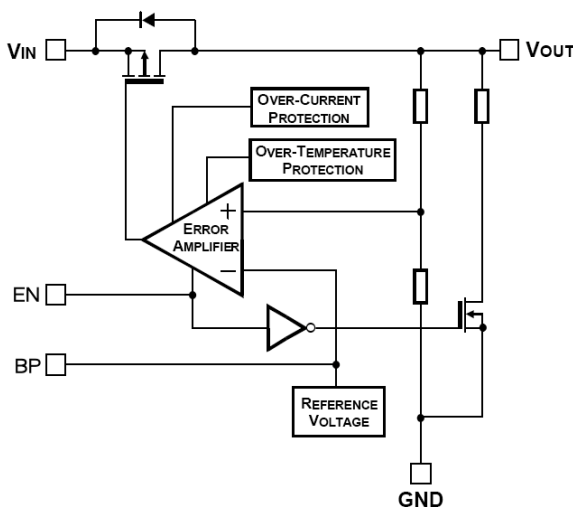 VIN
VOUT
OVER-CURRENT
PROTECTION
OVER-TEMPERATURE
PROTECTION
+
ERROR
AMPLIFIER
−
EN
BP
REFERENCE
VOLTAGE
GND